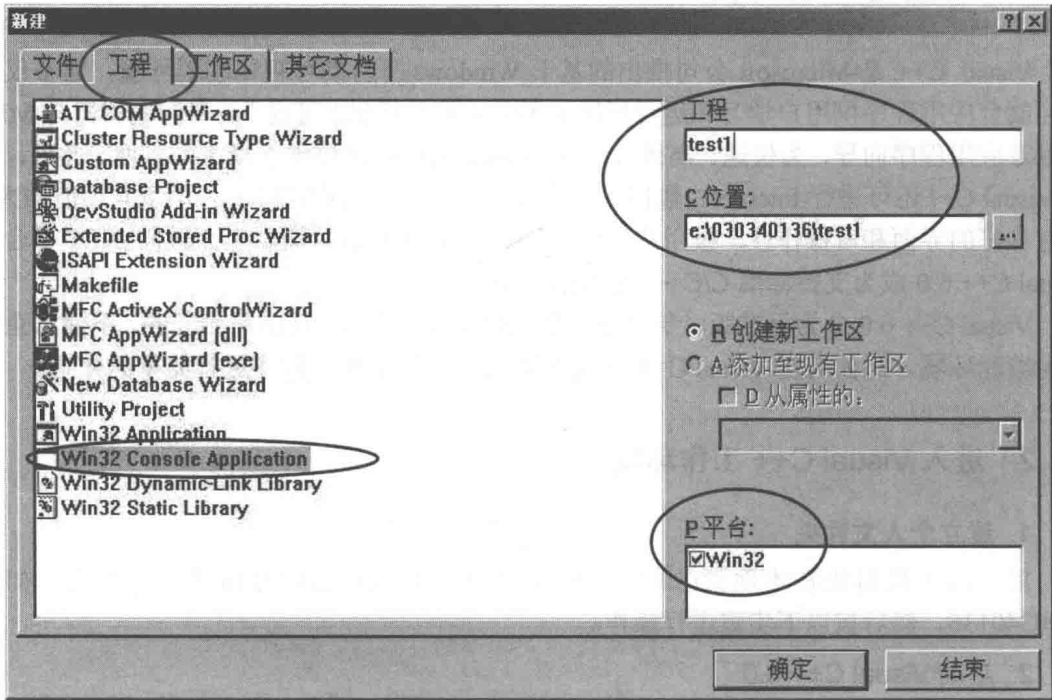 新建
文件 工程 工作区 其它文档
ATL COM AppWizard
Cluster Resource Type Wizard
Custom AppWizard
Database Project
DevStudio Add-in Wizard
Extended Stored Proc Wizard
ISAPI Extension Wizard
Makefile
MFC ActiveX ControlWizard
MFC AppWizard (dll)
MFC AppWizard (exe)
New Database Wizard
Utility Project
Win32 Application
Win32 Console Application
Win32 Dynamic-Link Library
Win32 Static Library
工程
test1
C 位置:
e:\030340136\test1
...
R 创建新工作区
A 添加至现有工作区
D 从属性的:
P 平台:
Win32
确定 结束